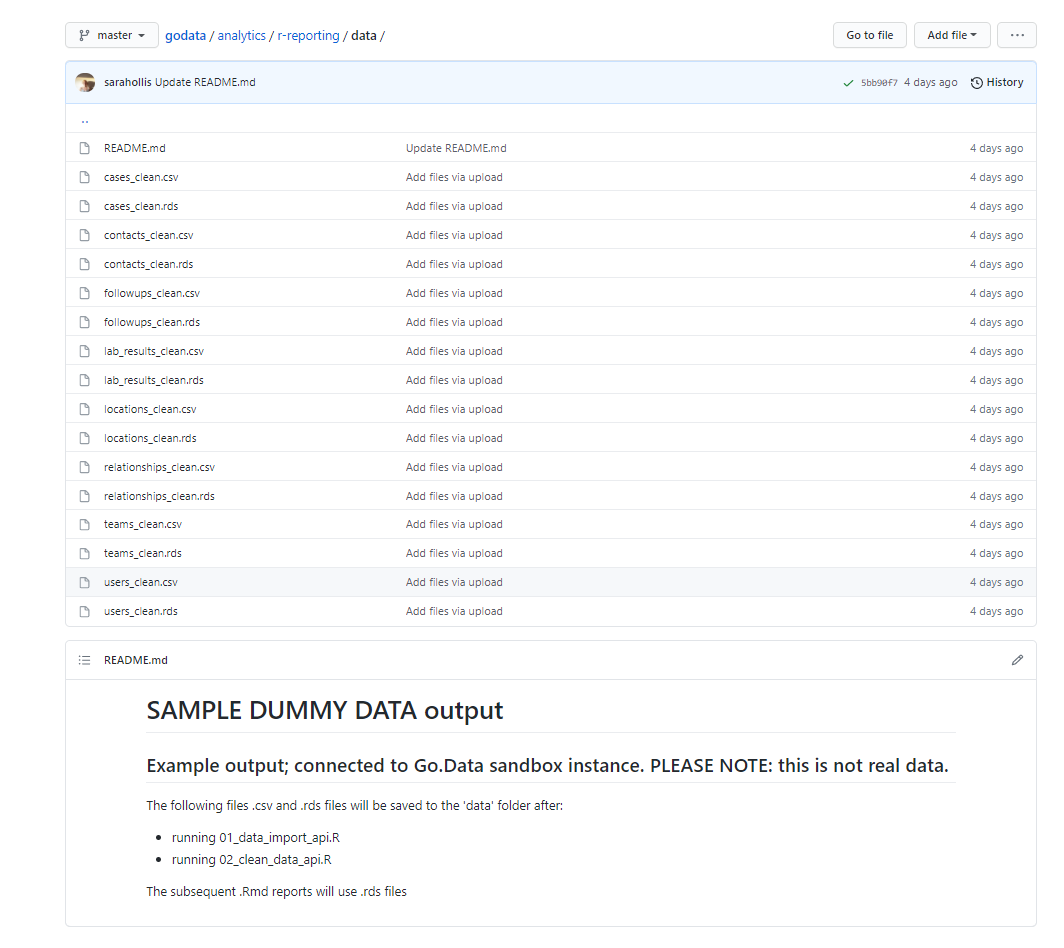 master godata / analytics / r-reporting / data / Go to file Add file ...
sarahollis Update README.md 5bb90f7 4 days ago History
..
README.md Update README.md 4 days ago
cases_clean.csv Add files via upload 4 days ago
cases_clean.rds Add files via upload 4 days ago
contacts_clean.csv Add files via upload 4 days ago
contacts_clean.rds Add files via upload 4 days ago
followups_clean.csv Add files via upload 4 days ago
followups_clean.rds Add files via upload 4 days ago
lab_results_clean.csv Add files via upload 4 days ago
lab_results_clean.rds Add files via upload 4 days ago
locations_clean.csv Add files via upload 4 days ago
locations_clean.rds Add files via upload 4 days ago
relationships_clean.csv Add files via upload 4 days ago
relationships_clean.rds Add files via upload 4 days ago
teams_clean.csv Add files via upload 4 days ago
teams_clean.rds Add files via upload 4 days ago
users_clean.csv Add files via upload 4 days ago
users_clean.rds Add files via upload 4 days ago
README.md
SAMPLE DUMMY DATA output
Example output; connected to Go.Data sandbox instance. PLEASE NOTE: this is not real data.
The following files .csv and .rds files will be saved to the 'data' folder after:
• running 01_data_import_api.R
• running 02_clean_data_api.R
The subsequent .Rmd reports will use .rds files